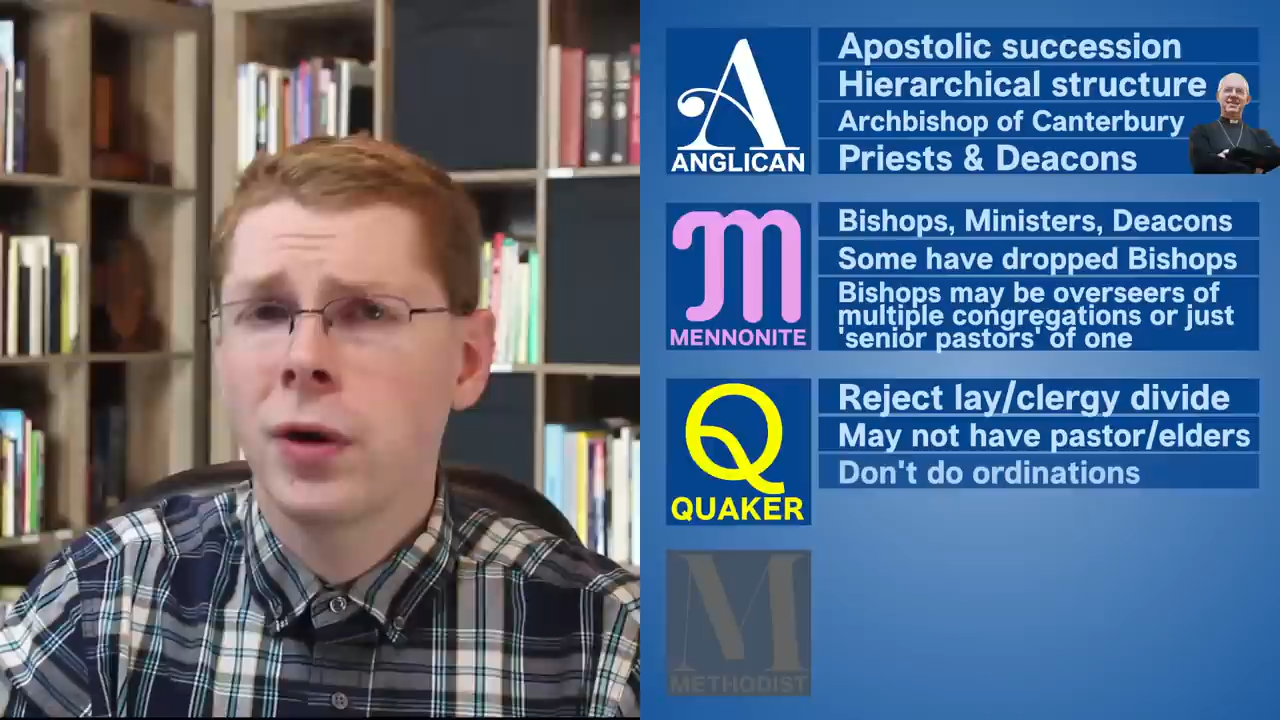 A
ANGLICAN
Apostolic succession
Hierarchical structure
Archbishop of Canterbury
Priests & Deacons
M
MENNONITE
Bishops, Ministers, Deacons
Some have dropped Bishops
Bishops may be overseers of
multiple congregations or just
'senior pastors' of one
Q
QUAKER
Reject lay/clergy divide
May not have pastor/elders
Don't do ordinations
M
METHODIST